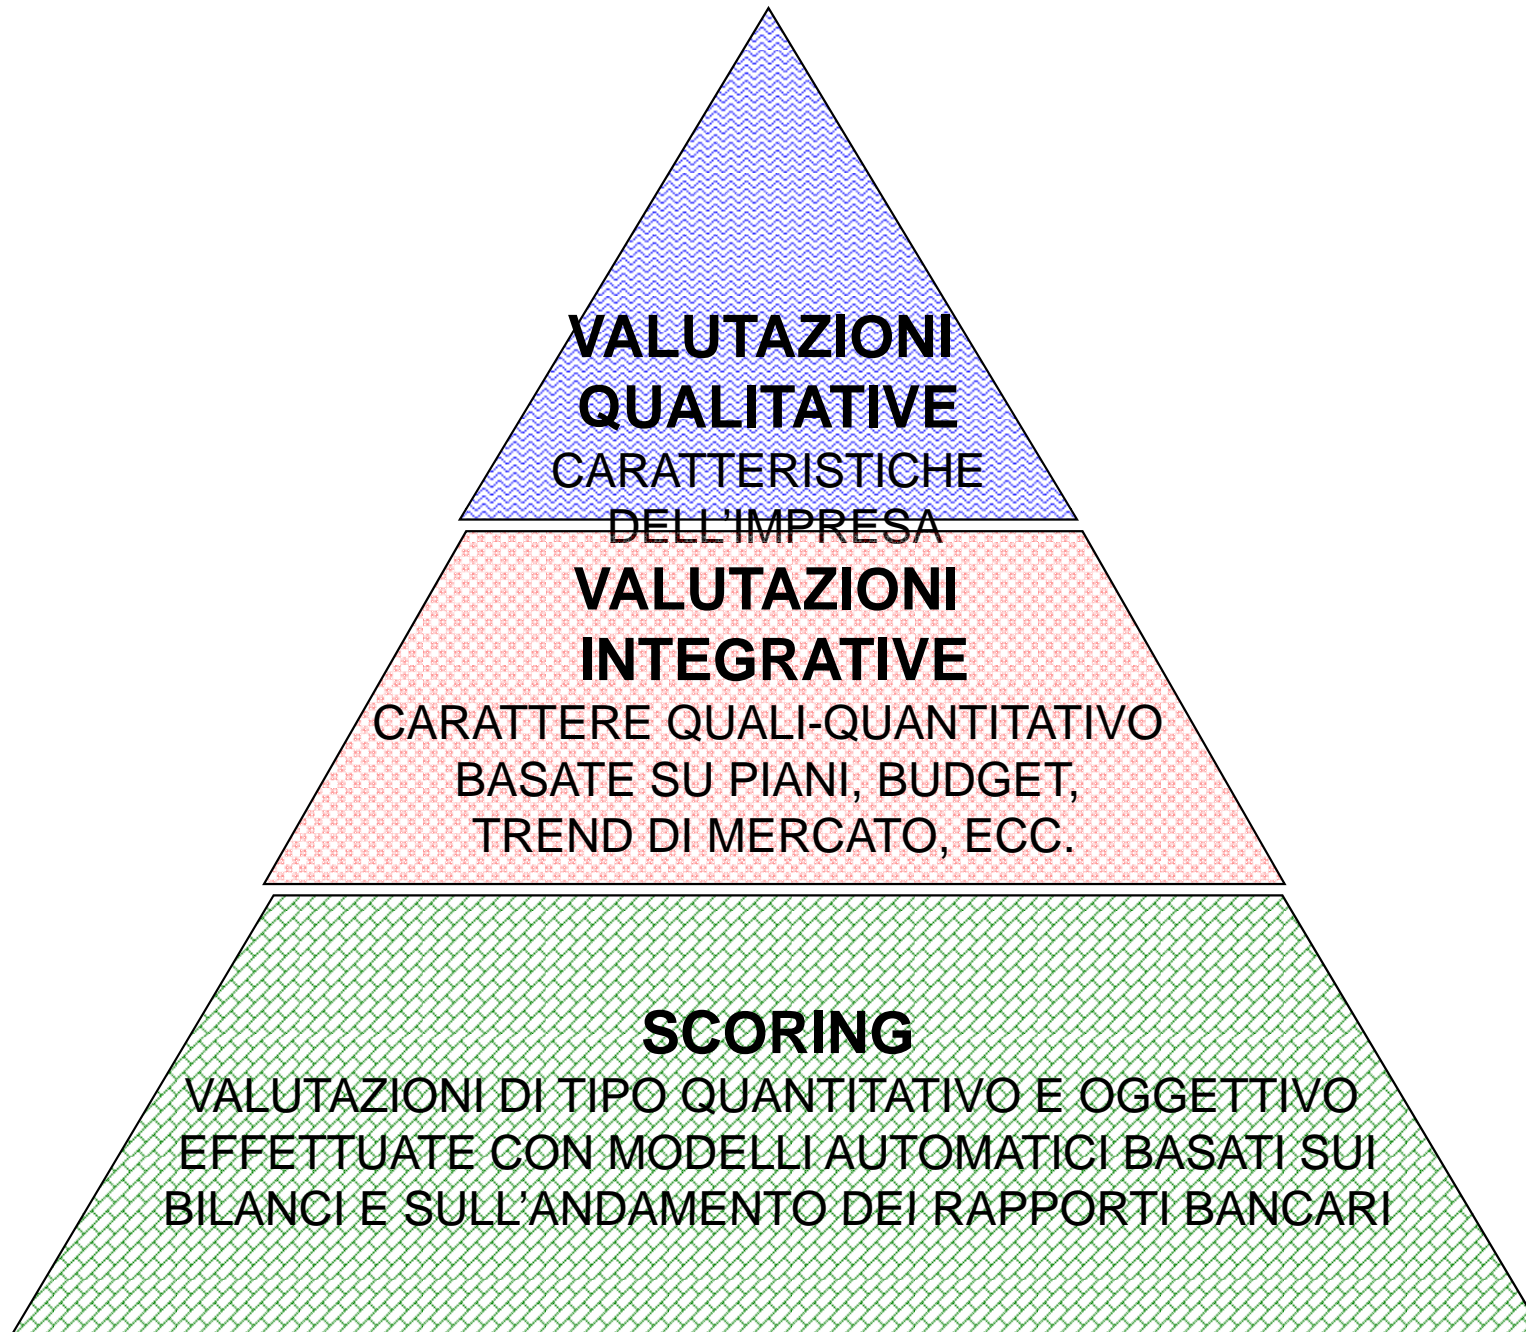 VALUTAZIONI
QUALITATIVE
CARATTERISTICHE
DELL’IMPRESA
VALUTAZIONI
INTEGRATIVE
CARATTERE QUALI-QUANTITATIVO
BASATE SU PIANI, BUDGET,
TREND DI MERCATO, ECC.
SCORING
VALUTAZIONI DI TIPO QUANTITATIVO E OGGETTIVO
EFFETTUATE CON MODELLI AUTOMATICI BASATI SUI
BILANCI E SULL’ANDAMENTO DEI RAPPORTI BANCARI